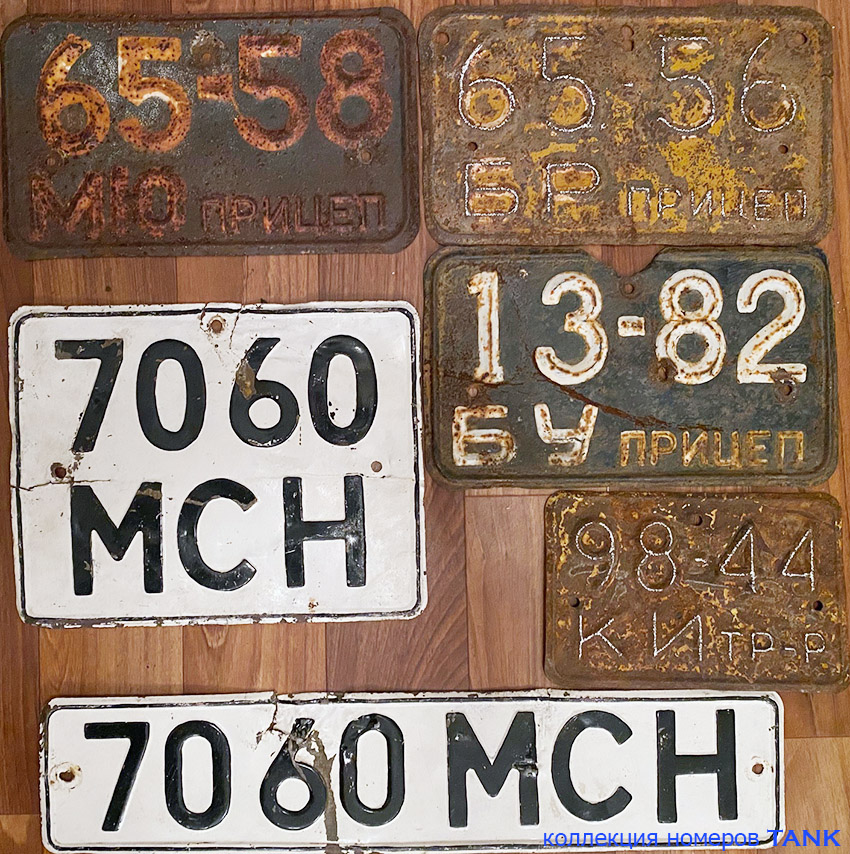 65-58
МЮ ПРИЦЕП
65-56
БР ПРИЦЕП
13-82
БУ ПРИЦЕП
7060
МСН
98-44
КИ ТР-Р
7060 МСН
коллекция номеров TANK